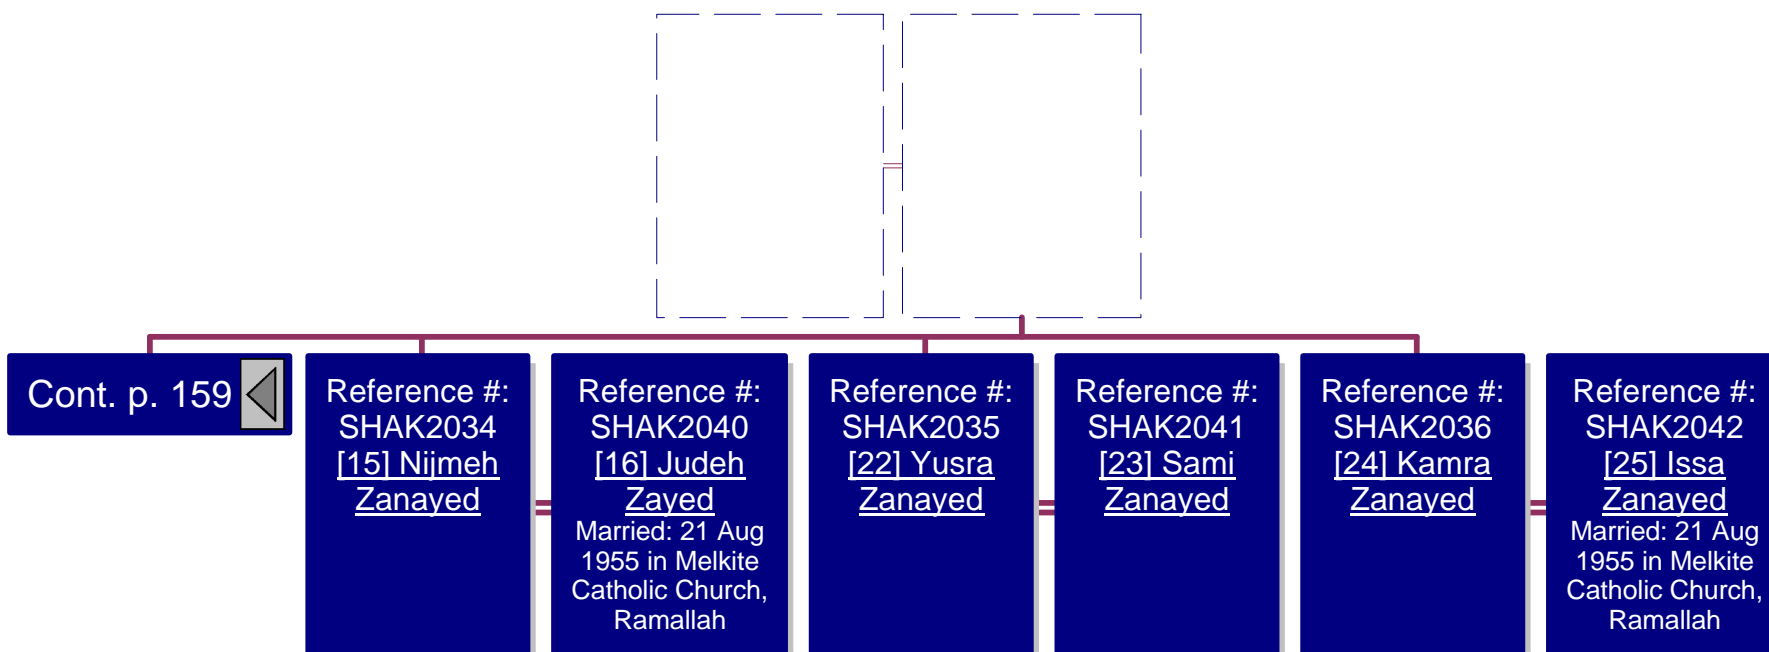 Cont. p. 159
Reference #:
SHAK2034
[15] Nijmeh
Zanayed
Reference #:
SHAK2040
[16] Judeh
Zayed
Married: 21 Aug
1955 in Melkite
Catholic Church,
Ramallah
Reference #:
SHAK2035
[22] Yusra
Zanayed
Reference #:
SHAK2041
[23] Sami
Zanayed
Reference #:
SHAK2036
[24] Kamra
Zanayed
Reference #:
SHAK2042
[25] Issa
Zanayed
Married: 21 Aug
1955 in Melkite
Catholic Church,
Ramallah